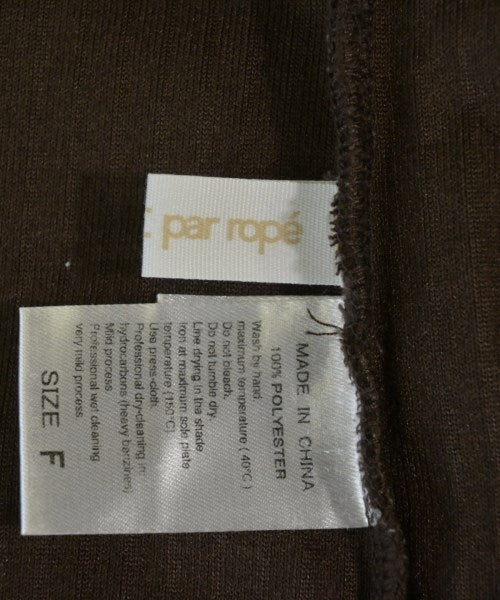 par ropé
MADE IN CHINA
100% POLYESTER
Wash by hand
maximum temperature ( 40°C )
Do not bleach.
Do not tumble dry.
Line drying in the shade
Iron at maximum sole plate
temperature (150°C)
Use press-cloth
Professional dry-cleaning in:
hydrocarbons (heavy benzines)
Mild process
Professional wet cleaning
very mild process
SIZE F